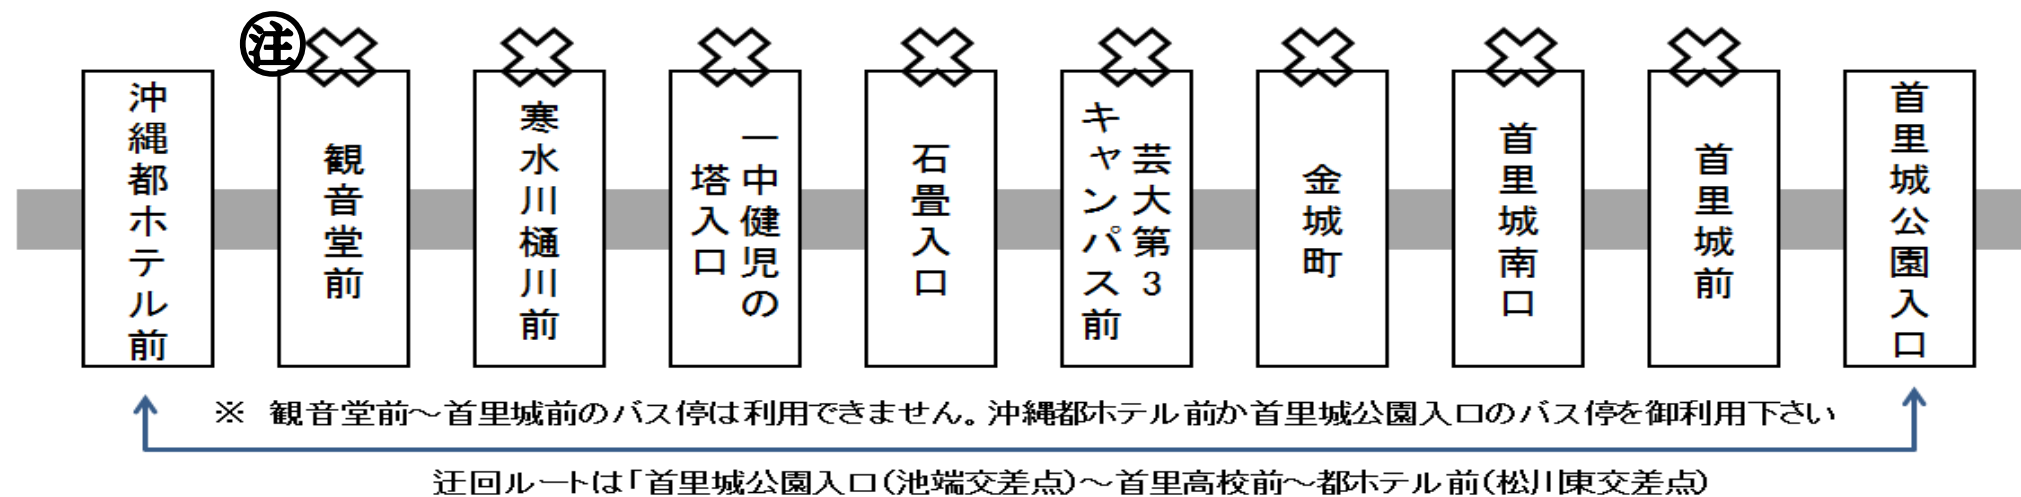 注
沖縄都ホテル前
観音堂前
寒水川樋川前
一中健児の
塔入口
石畳入口
芸大第3
キャンパス前
金城町
首里城南口
首里城前
首里城公園入口
※ 観音堂前～首里城前のバス停は利用できません。沖縄都ホテル前か首里城公園入口のバス停を御利用下さい
迂回ルートは「首里城公園入口(池端交差点)～首里高校前～都ホテル前(松川東交差点)